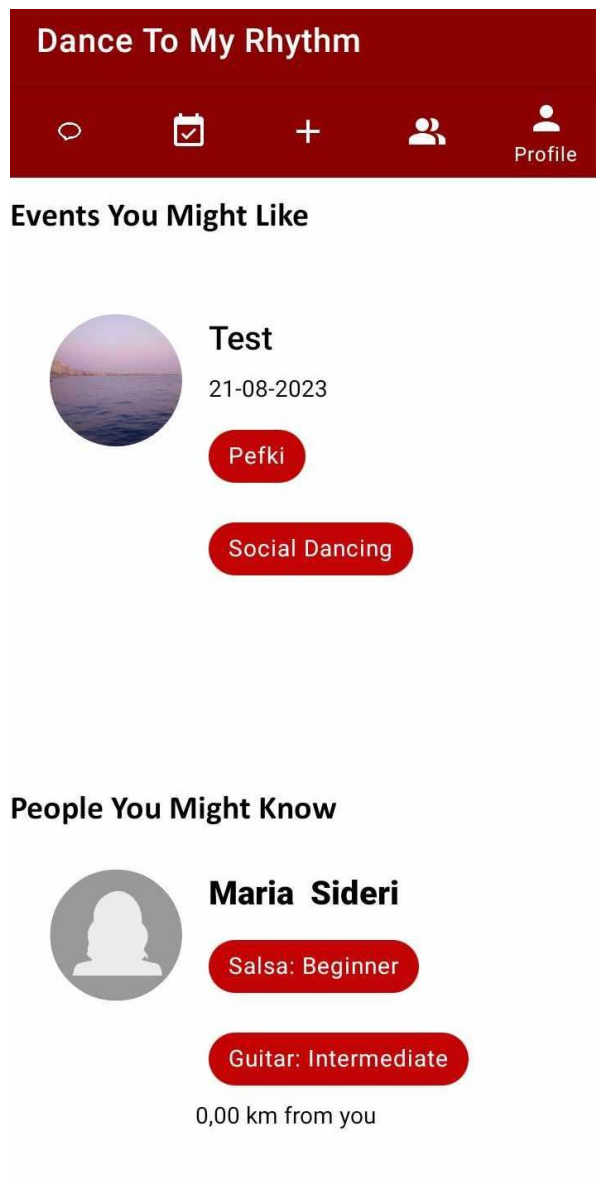 Dance To My Rhythm
Profile
Events You Might Like
Test
21-08-2023
Pefki
Social Dancing
People You Might Know
Maria  Sideri
Salsa: Beginner
Guitar: Intermediate
0,00 km from you